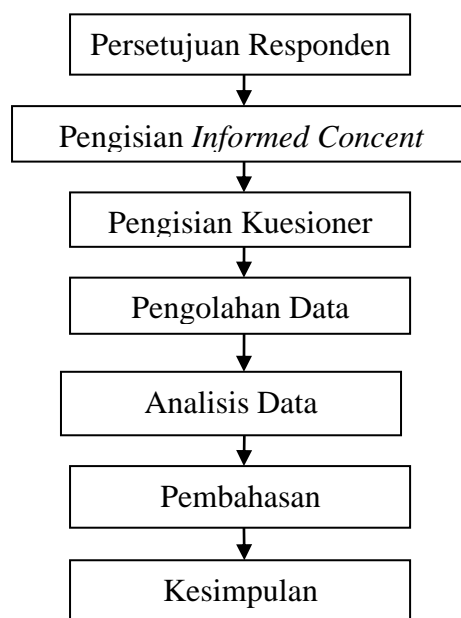 Persetujuan Responden
Pengisian Informed Concent
Pengisian Kuesioner
Pengolahan Data
Analisis Data
Pembahasan
Kesimpulan